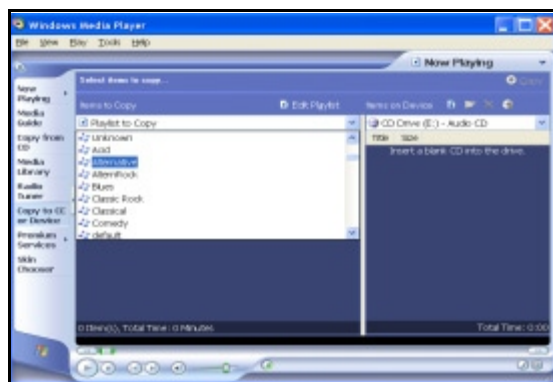 Windows Media Player
File View Play Tools Help
Now Playing
Select items to copy...
Copy
Now
Playing
Media
Guide
Copy from
CD
Media
Library
Radio
Tuner
Copy to CD
or Device
Premium
Services
Skin
Chooser
Items to Copy
Edit Playlist
Items on Device
Playlist to Copy
CD Drive (E:) - Audio CD
Unknown
Acid
Alternative
AlternRock
Blues
Classic Rock
Classical
Comedy
default
Title Size
Insert a blank CD into the drive.
0 Item(s), Total Time: 0 Minutes
Total Time: 0:00